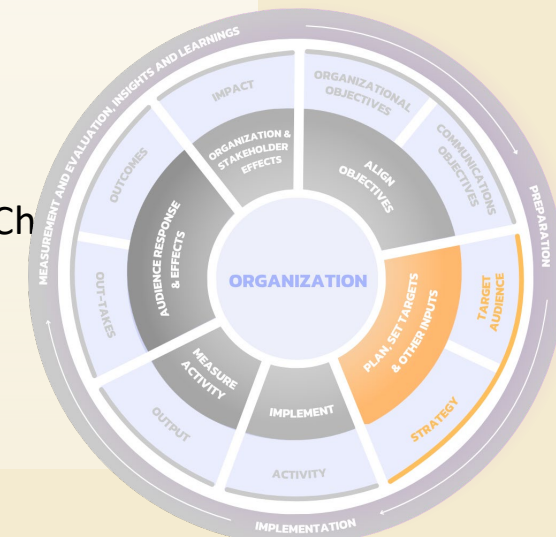 Ch
MEASUREMENT AND EVALUATION, INSIGHTS AND LEARNINGS
PREPARATION
IMPLEMENTATION
ORGANIZATIONAL
OBJECTIVES
COMMUNICATIONS
OBJECTIVES
TARGET
AUDIENCE
STRATEGY
ACTIVITY
OUTPUT
OUT-TAKES
OUTCOMES
IMPACT
ALIGN
OBJECTIVES
PLAN, SET TARGETS
& OTHER INPUTS
IMPLEMENT
MEASURE
ACTIVITY
AUDIENCE RESPONSE
& EFFECTS
ORGANIZATION &
STAKEHOLDER
EFFECTS
ORGANIZATION